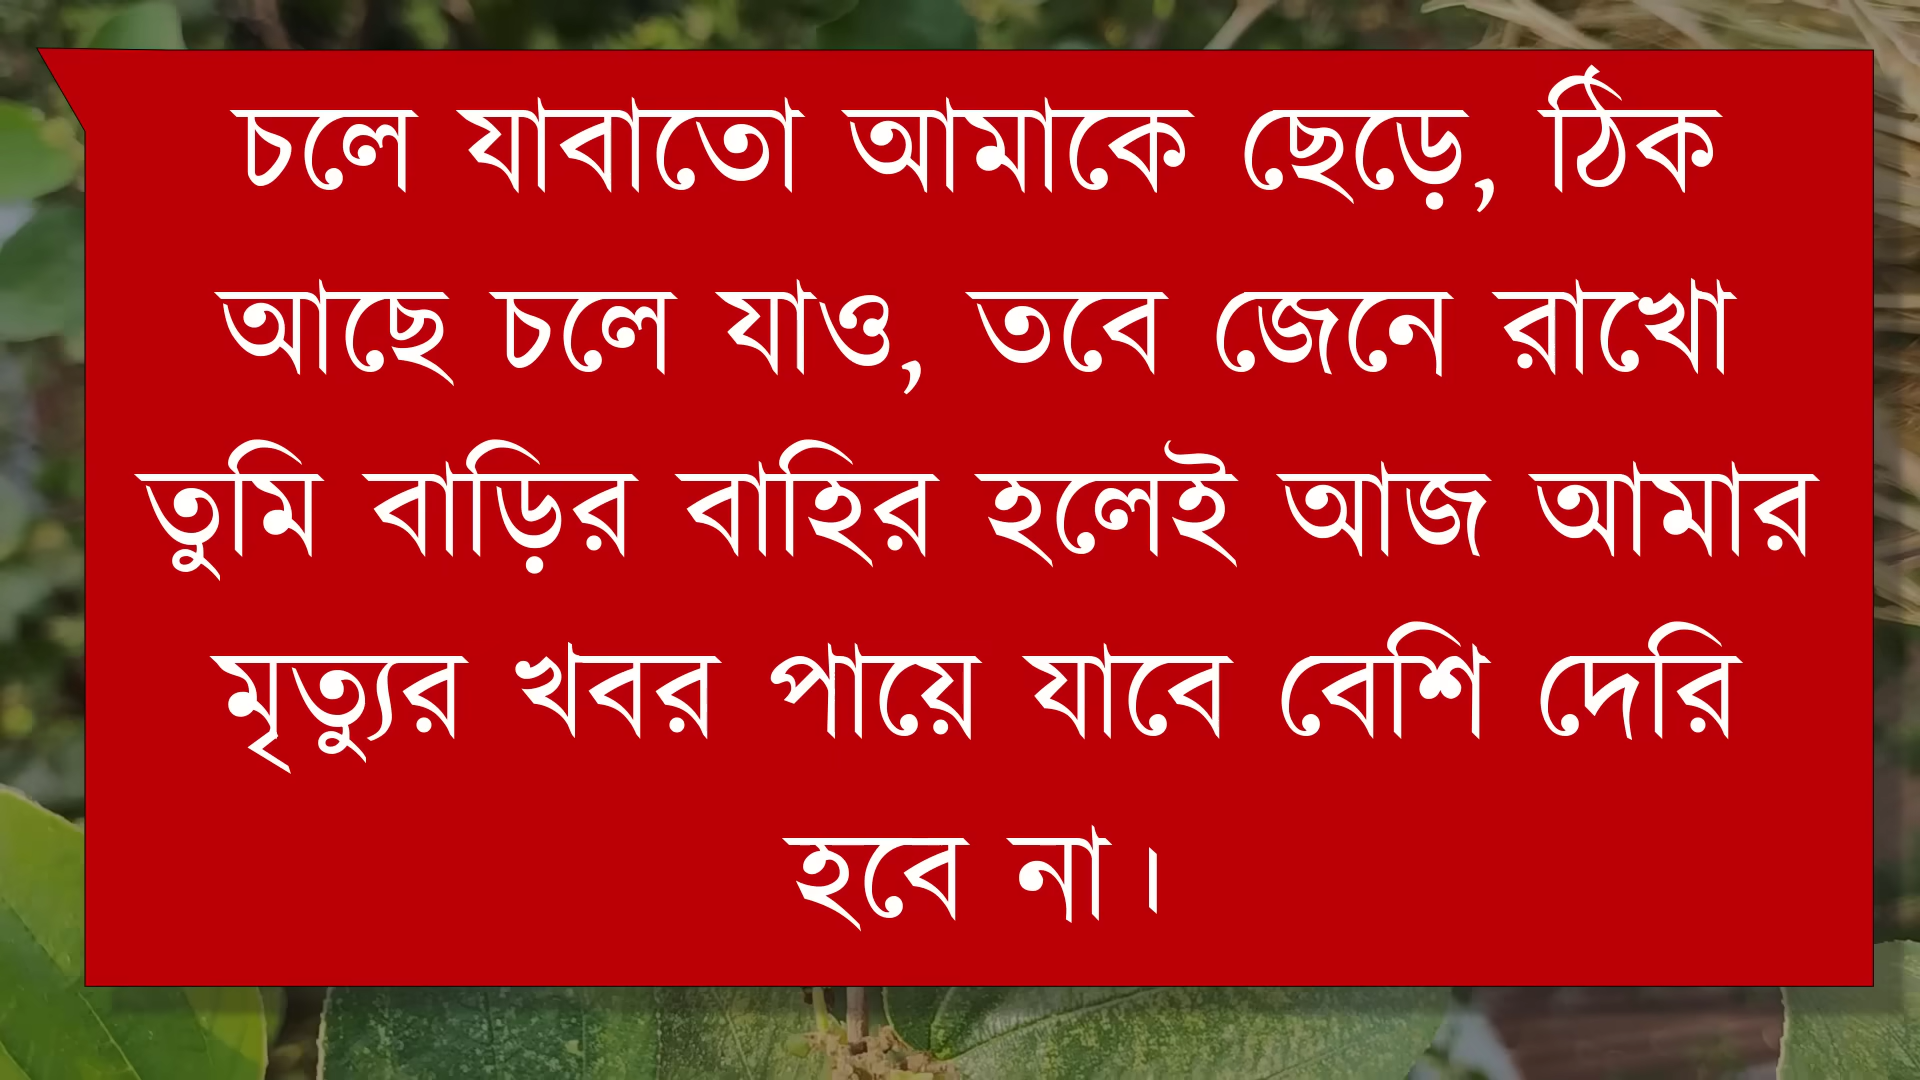 চলে যাবাতো আমাকে ছেড়ে, ঠিক
আছে চলে যাও, তবে জেনে রাখো
তুমি বাড়ির বাহির হলেই আজ আমার
মৃত্যুর খবর পায়ে যাবে বেশি দেরি
হবে না।